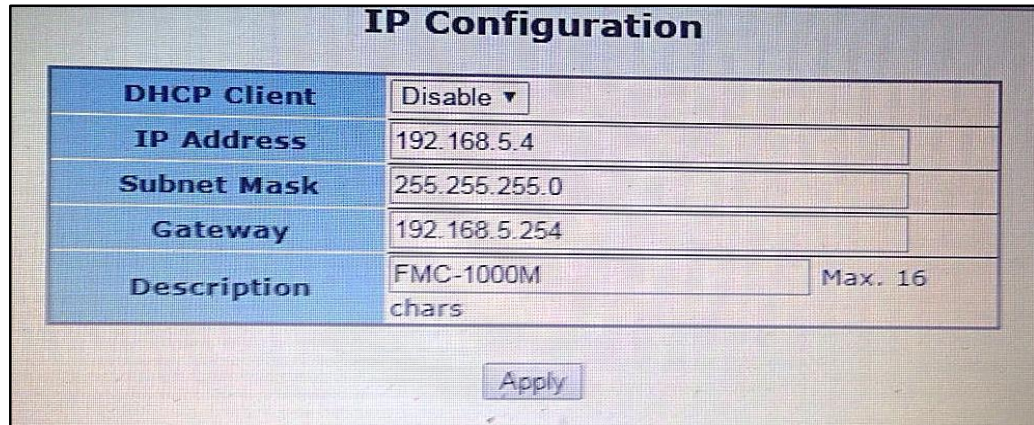 IP Configuration
DHCP Client Disable ▼
IP Address 192.168.5.4
Subnet Mask 255.255.255.0
Gateway 192.168.5.254
Description FMC-1000M Max. 16
chars
Apply